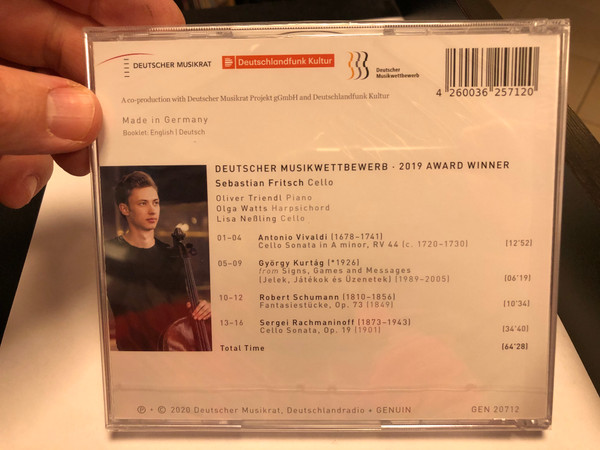 DEUTSCHER MUSIKRAT
Deutschlandfunk Kultur
Deutscher
Musikwettbewerb
4 260036 257120
A co-production with Deutscher Musikrat Projekt gGmbH and Deutschlandfunk Kultur
Made in Germany
Booklet: English | Deutsch
DEUTSCHER MUSIKWETTBEWERB · 2019 AWARD WINNER
Sebastian Fritsch Cello
Oliver Triendl Piano
Olga Watts Harpsichord
Lisa Neßling Cello
01–04 Antonio Vivaldi (1678–1741)
Cello Sonata in A minor, RV 44 (c. 1720–1730) [12'52]
05–09 György Kurtág (*1926)
from Signs, Games and Messages
(Jelek, Játékok és Üzenetek) (1989–2005) [06'19]
10–12 Robert Schumann (1810–1856)
Fantasiestücke, Op. 73 (1849) [10'34]
13–16 Sergei Rachmaninoff (1873–1943)
Cello Sonata, Op. 19 (1901) [34'40]
Total Time [64'28]
℗ + © 2020 Deutscher Musikrat, Deutschlandradio + GENUIN GEN 20712